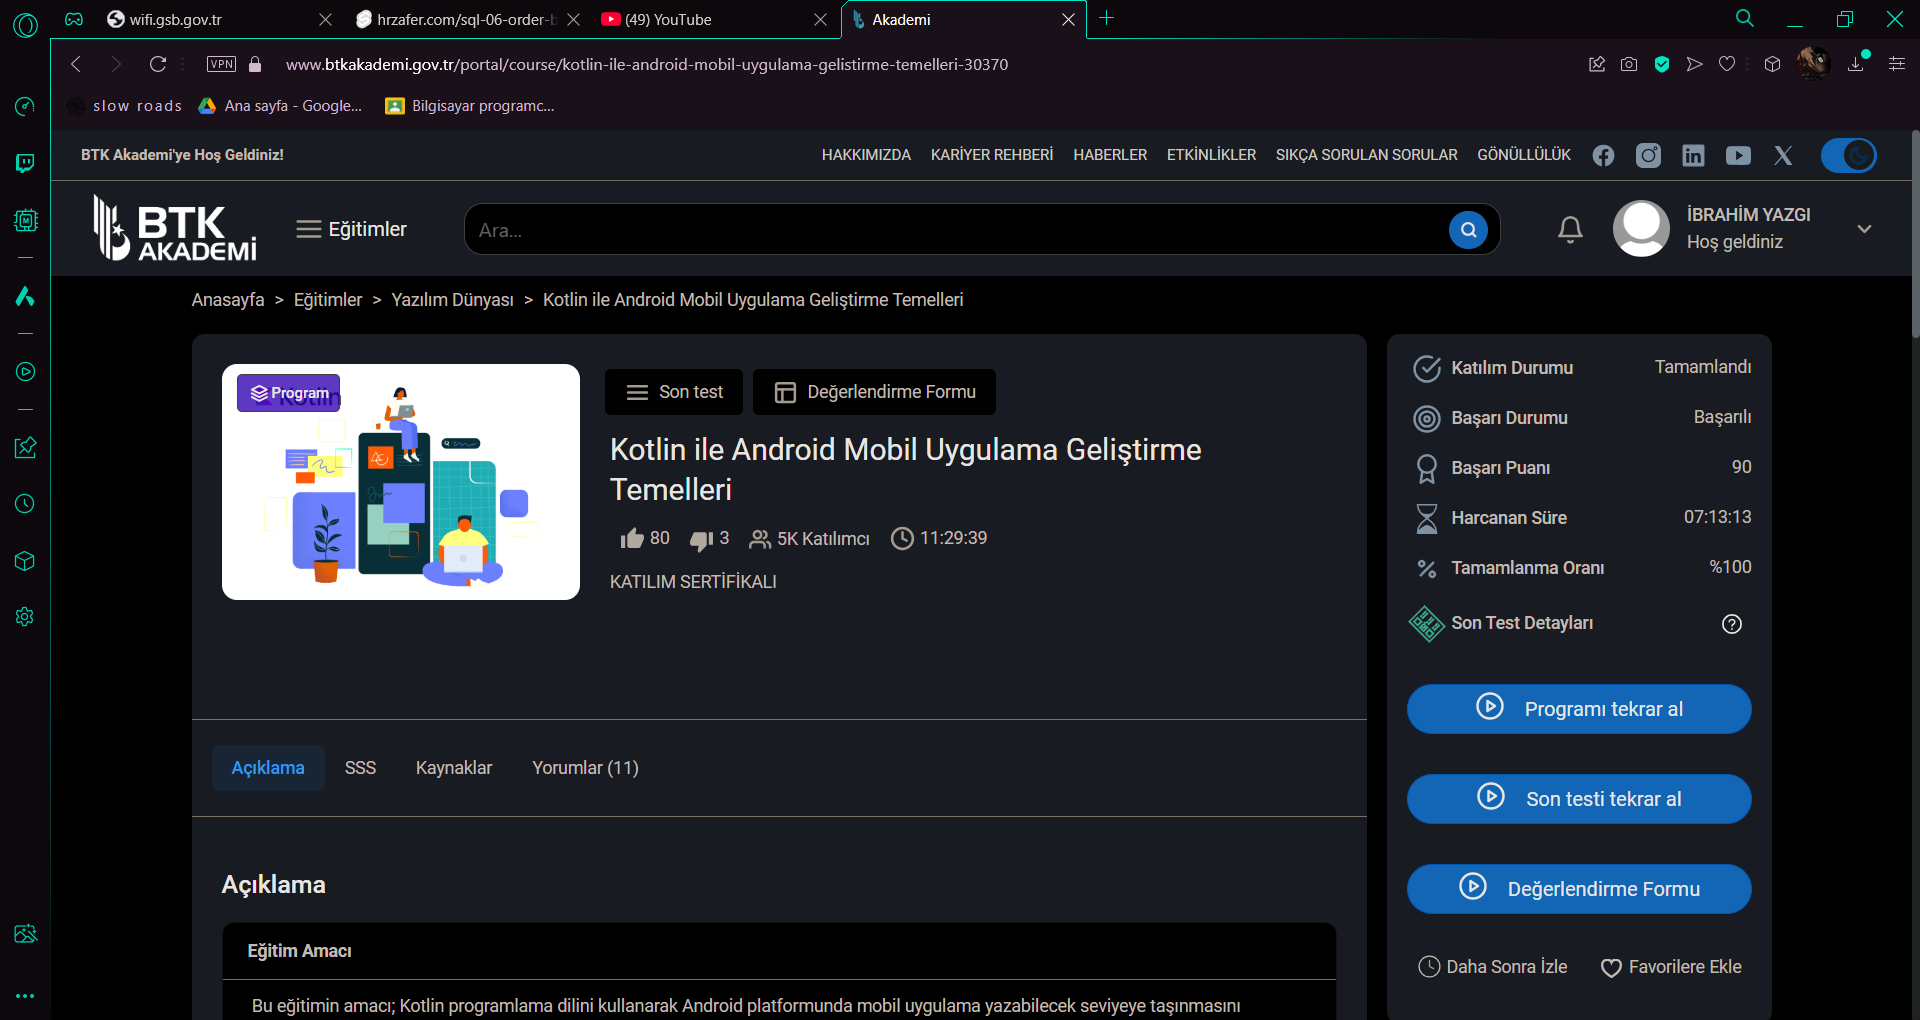 wifi.gsb.gov.tr
hrzafer.com/sql-06-order-b
(49) YouTube
Akademi
VPN
www.btkakademi.gov.tr/portal/course/kotlin-ile-android-mobil-uygulama-gelistirme-temelleri-30370
slow roads
Ana sayfa - Google...
Bilgisayar programc...
BTK Akademi'ye Hoş Geldiniz!
HAKKIMIZDA
KARİYER REHBERİ
HABERLER
ETKİNLİKLER
SIKÇA SORULAN SORULAR
GÖNÜLLÜLÜK
BTK
AKADEMİ
Eğitimler
Ara...
İBRAHİM YAZGI
Hoş geldiniz
Anasayfa > Eğitimler > Yazılım Dünyası > Kotlin ile Android Mobil Uygulama Geliştirme Temelleri
Program
Kotlin
Son test
Değerlendirme Formu
Kotlin ile Android Mobil Uygulama Geliştirme
Temelleri
80
3
5K Katılımcı
11:29:39
KATILIM SERTİFİKALI
Açıklama
SSS
Kaynaklar
Yorumlar (11)
Açıklama
Eğitim Amacı
Bu eğitimin amacı; Kotlin programlama dilini kullanarak Android platformunda mobil uygulama yazabilecek seviyeye taşınmasını
Katılım Durumu Tamamlandı
Başarı Durumu Başarılı
Başarı Puanı 90
Harcanan Süre 07:13:13
Tamamlanma Oranı %100
Son Test Detayları
Programı tekrar al
Son testi tekrar al
Değerlendirme Formu
Daha Sonra İzle
Favorilere Ekle